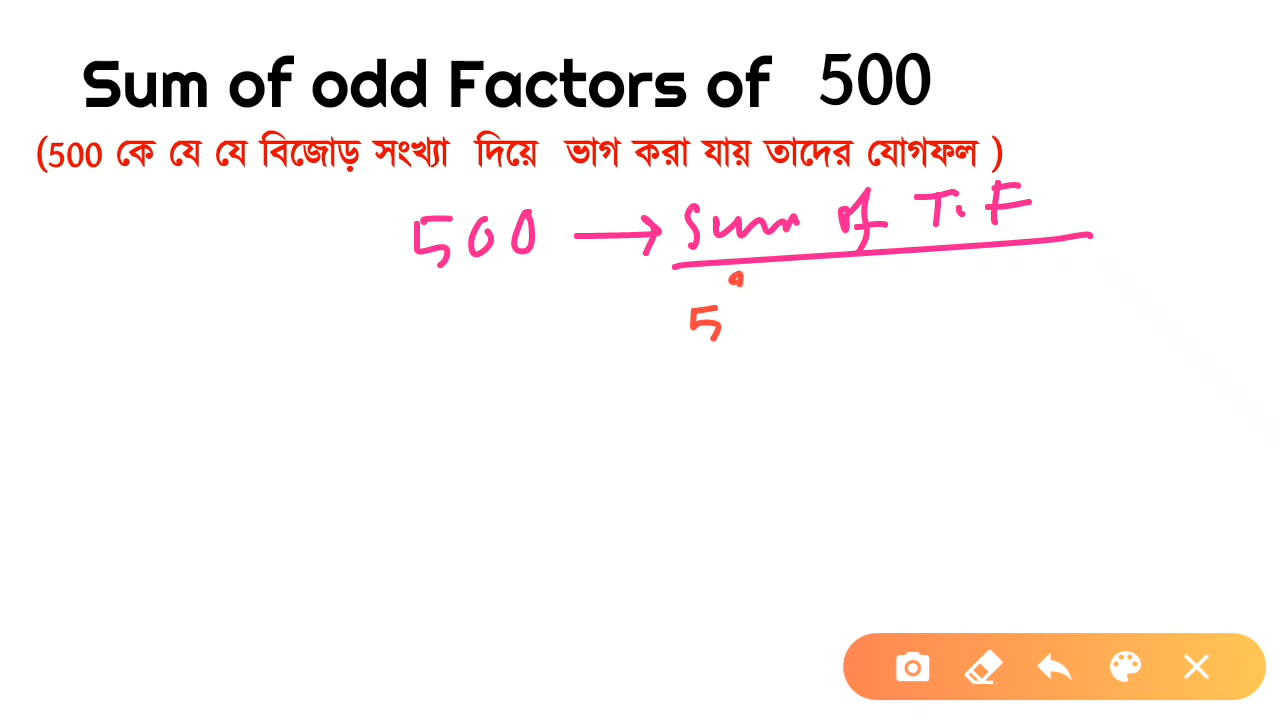 Sum of odd Factors of 500
(500 কে যে যে বিজোড় সংখ্যা দিয়ে ভাগ করা যায় তাদের যোগফল )
500 → Sum of T. F
5°